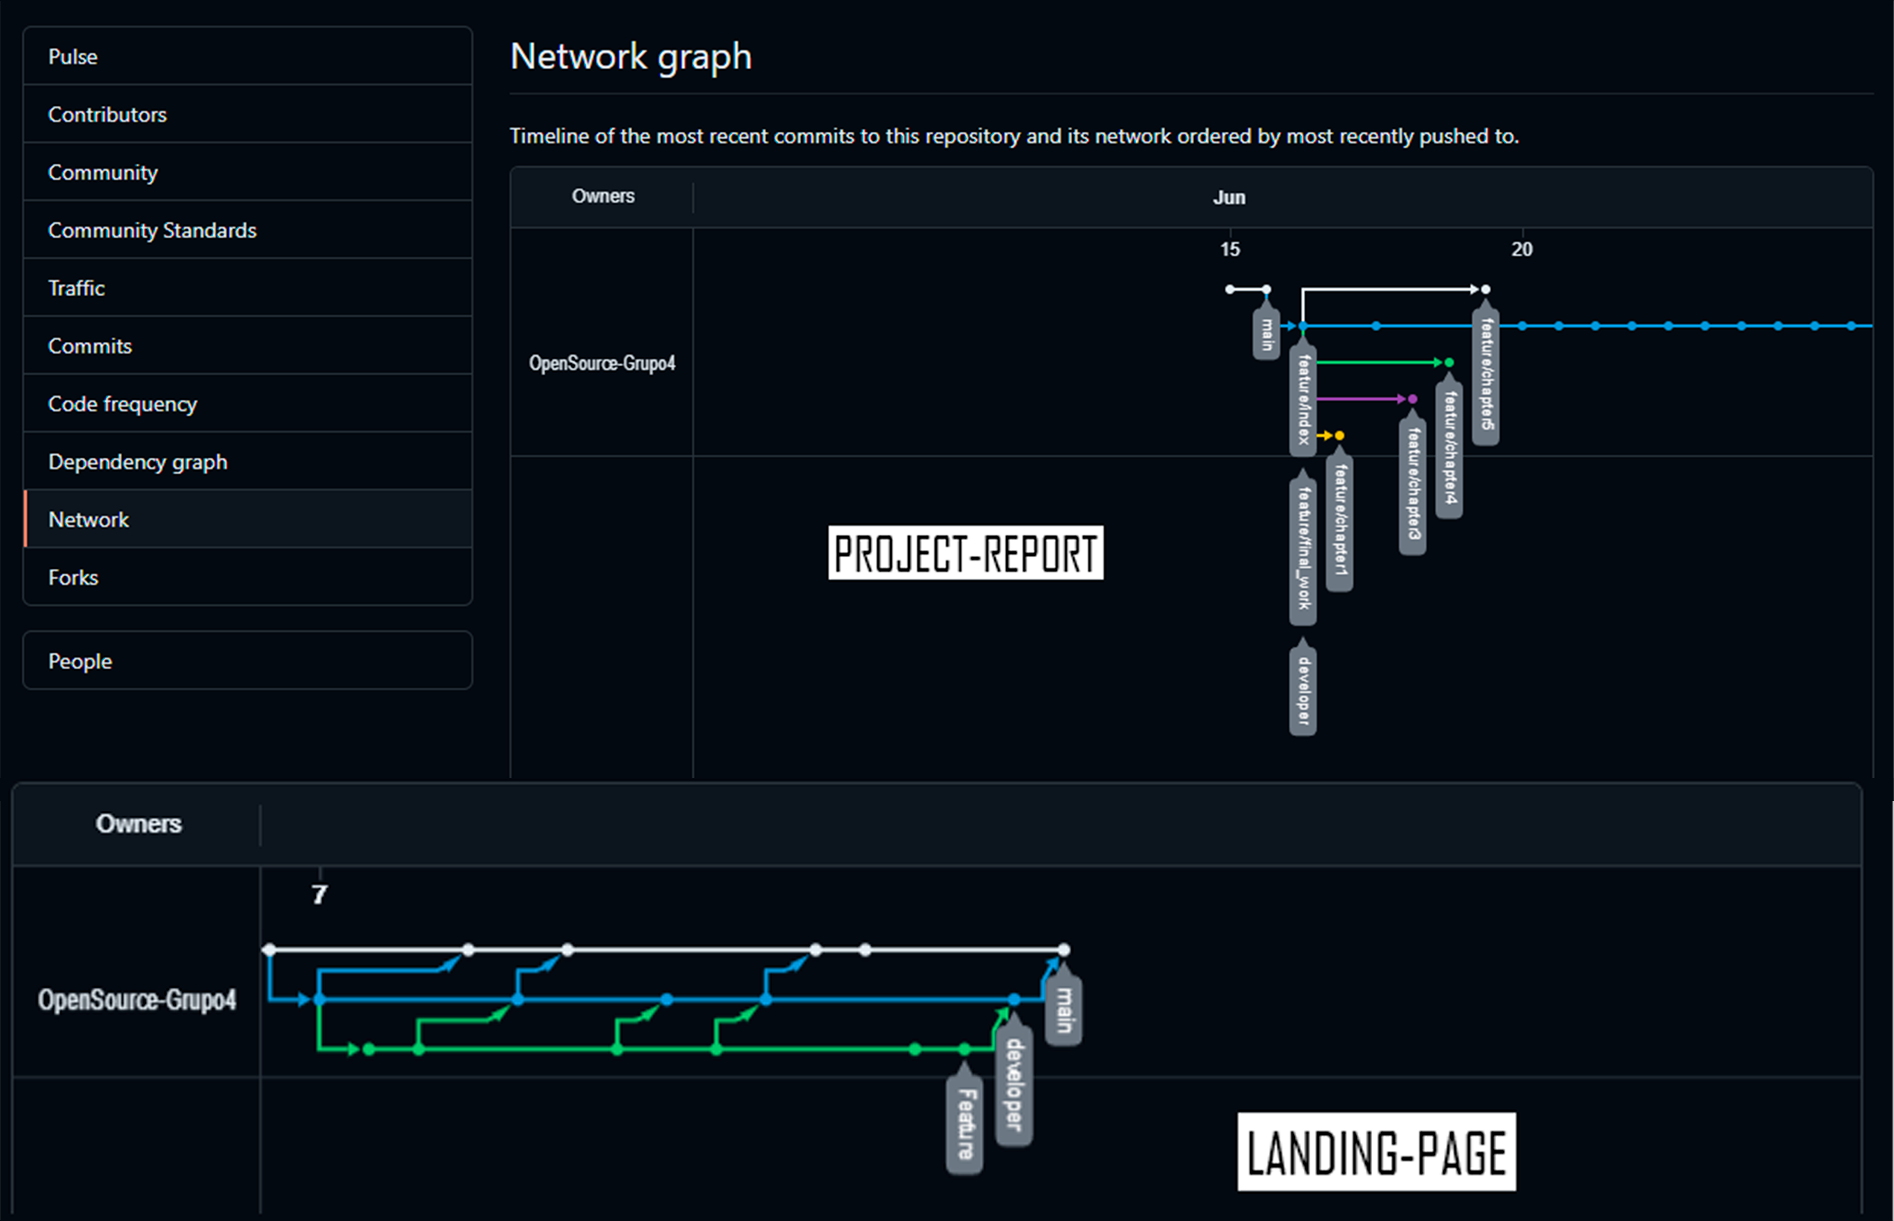 Pulse
Contributors
Community
Community Standards
Traffic
Commits
Code frequency
Dependency graph
Network
Forks
People
Network graph
Timeline of the most recent commits to this repository and its network ordered by most recently pushed to.
Owners
Jun
15
20
OpenSource-Grupo4
main
feature/index
feature/final_work
developer
feature/chapter1
feature/chapter3
feature/chapter4
feature/chapter5
PROJECT-REPORT
Owners
7
OpenSource-Grupo4
Feature
developer
main
LANDING-PAGE